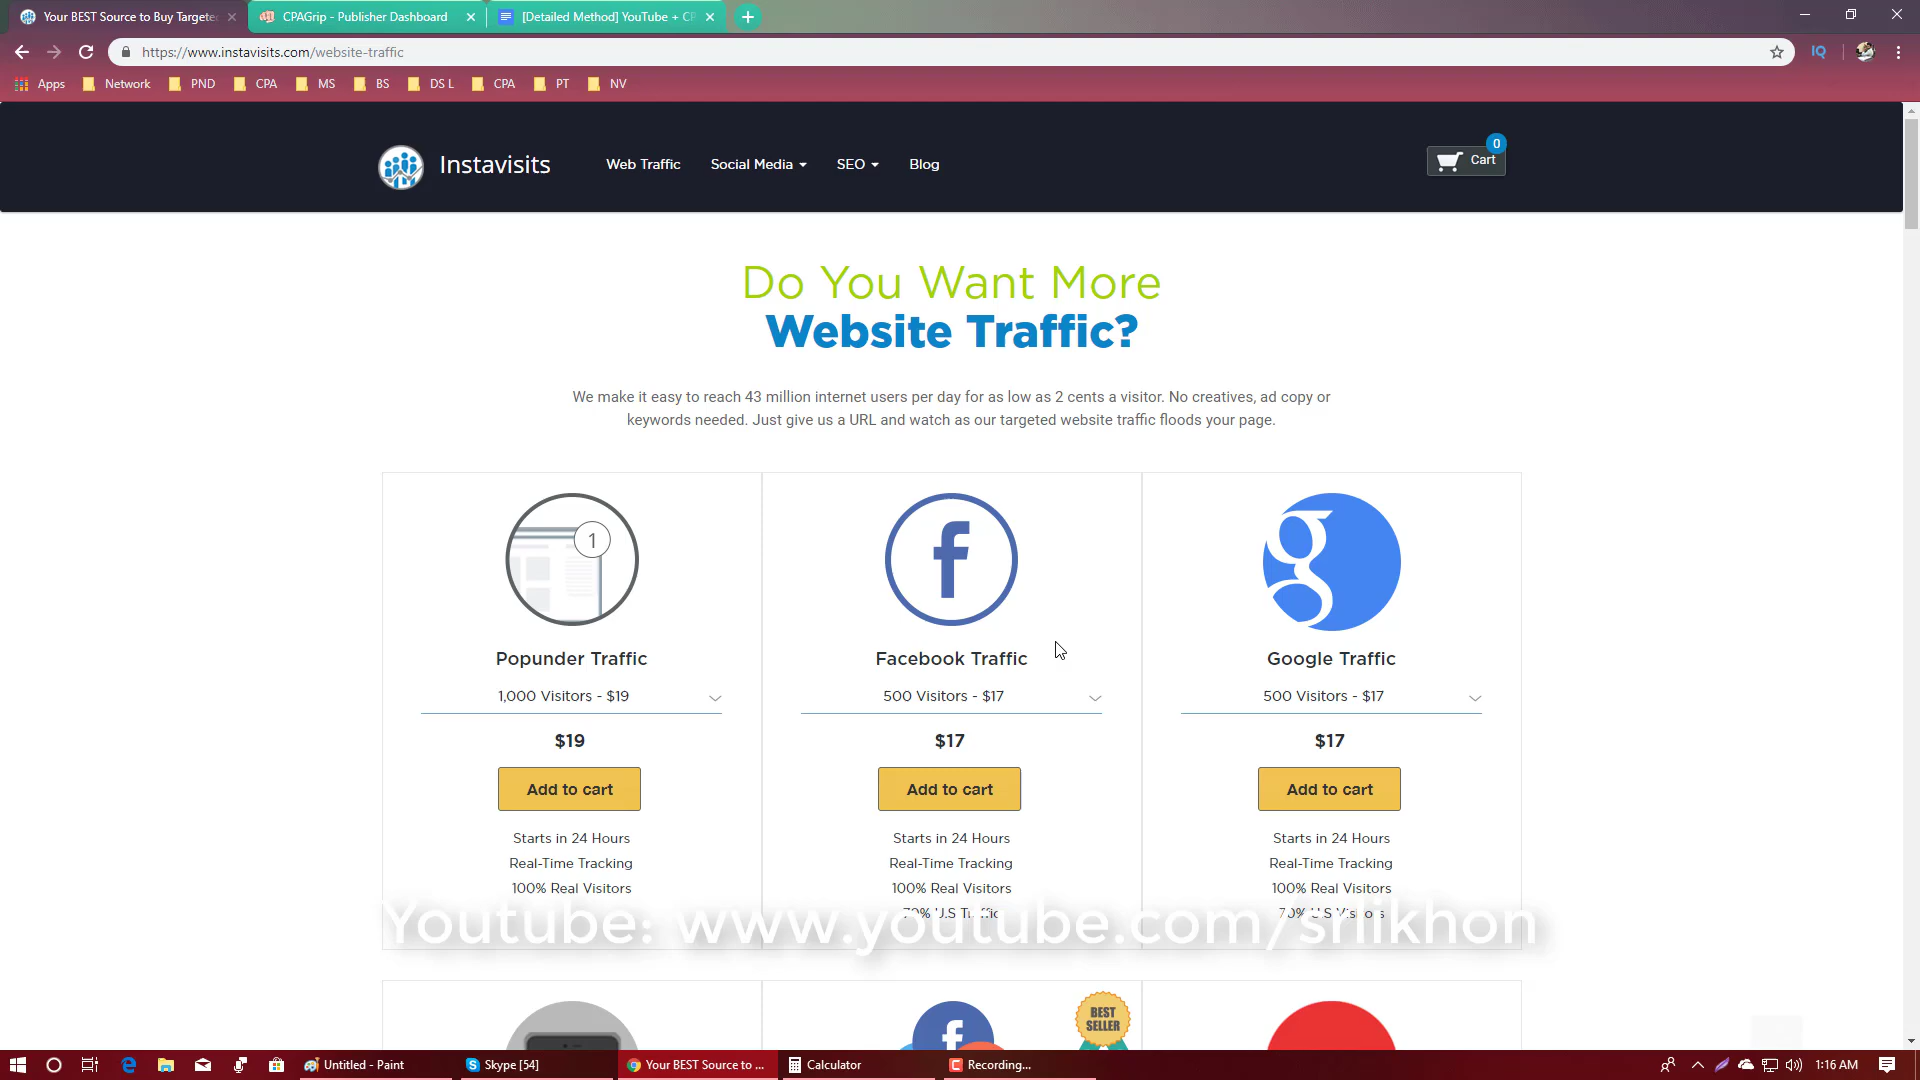 Your BEST Source to Buy Targete
CPAGrip - Publisher Dashboard
[Detailed Method] YouTube + CP
https://www.instavisits.com/website-traffic
IQ
Apps
Network
PND
CPA
MS
BS
DS L
CPA
PT
NV
Instavisits
Web Traffic
Social Media
SEO
Blog
0
Cart
Do You Want More
Website Traffic?
We make it easy to reach 43 million internet users per day for as low as 2 cents a visitor. No creatives, ad copy or
keywords needed. Just give us a URL and watch as our targeted website traffic floods your page.
1
Popunder Traffic
1,000 Visitors - $19
$19
Add to cart
Starts in 24 Hours
Real-Time Tracking
100% Real Visitors
f
Facebook Traffic
500 Visitors - $17
$17
Add to cart
Starts in 24 Hours
Real-Time Tracking
100% Real Visitors
70% U.S Traffic
g
Google Traffic
500 Visitors - $17
$17
Add to cart
Starts in 24 Hours
Real-Time Tracking
100% Real Visitors
70% U.S Visitors
Youtube: www.youtube.com/srlikhon
BEST
SELLER
Untitled - Paint
Skype [54]
Your BEST Source to ...
Calculator
Recording...
1:16 AM